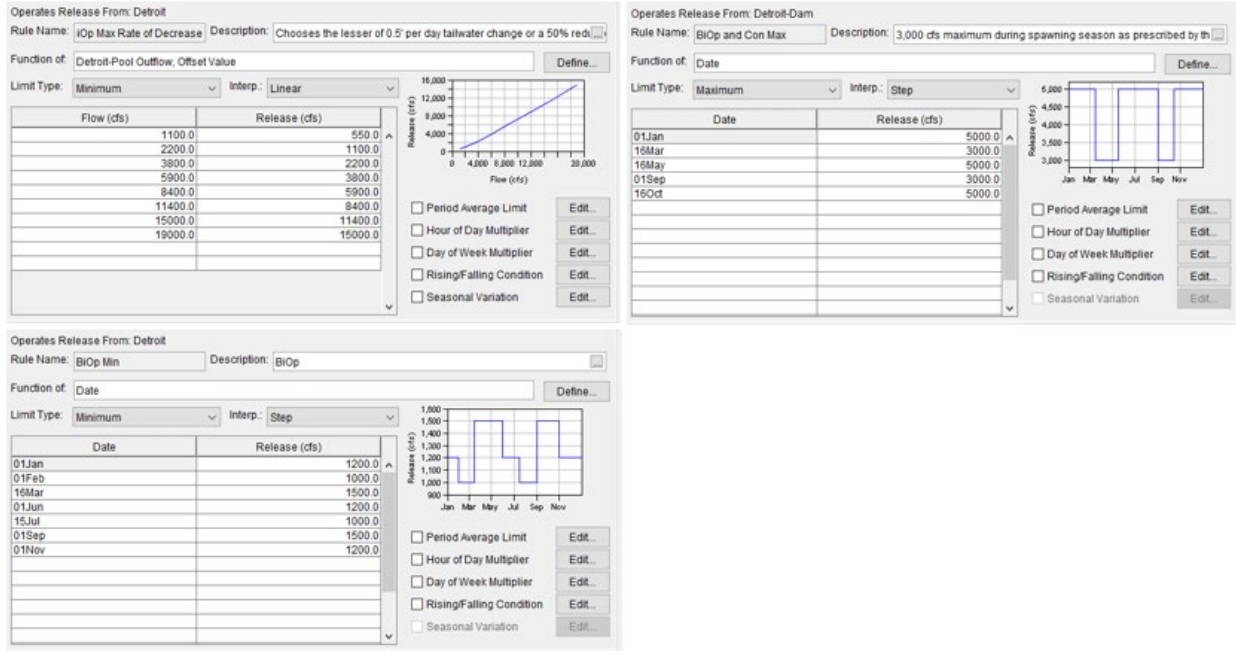 Operates Release From: Detroit
Rule Name: iOp Max Rate of Decrease Description: Chooses the lesser of 0.5' per day tailwater change or a 50% redu ...
Function of: Detroit-Pool Outflow, Offset Value Define...
Limit Type: Minimum Interp.: Linear
Flow (cfs) Release (cfs)
1100.0 550.0
2200.0 1100.0
3800.0 2200.0
5900.0 3800.0
8400.0 5900.0
11400.0 8400.0
15000.0 11400.0
19000.0 15000.0
16,000
12,000
8,000
4,000
0
Release (cfs)
0 4,000 8,000 12,000 20,000
Flow (cfs)
Period Average Limit Edit...
Hour of Day Multiplier Edit...
Day of Week Multiplier Edit...
Rising/Falling Condition Edit...
Seasonal Variation Edit...
Operates Release From: Detroit-Dam
Rule Name: BiOp and Con Max Description: 3,000 cfs maximum during spawning season as prescribed by th ...
Function of: Date Define...
Limit Type: Maximum Interp.: Step
Date Release (cfs)
01Jan 5000.0
16Mar 3000.0
16May 5000.0
01Sep 3000.0
16Oct 5000.0
5,000
4,500
4,000
3,500
3,000
Release (cfs)
Jan Mar May Jul Sep Nov
Period Average Limit Edit...
Hour of Day Multiplier Edit...
Day of Week Multiplier Edit...
Rising/Falling Condition Edit...
Seasonal Variation Edit...
Operates Release From: Detroit
Rule Name: BiOp Min Description: BiOp ...
Function of: Date Define...
Limit Type: Minimum Interp.: Step
Date Release (cfs)
01Jan 1200.0
01Feb 1000.0
16Mar 1500.0
01Jun 1200.0
15Jul 1000.0
01Sep 1500.0
01Nov 1200.0
1,600
1,500
1,400
1,300
1,200
1,100
1,000
900
Release (cfs)
Jan Mar May Jul Sep Nov
Period Average Limit Edit...
Hour of Day Multiplier Edit...
Day of Week Multiplier Edit...
Rising/Falling Condition Edit...
Seasonal Variation Edit...